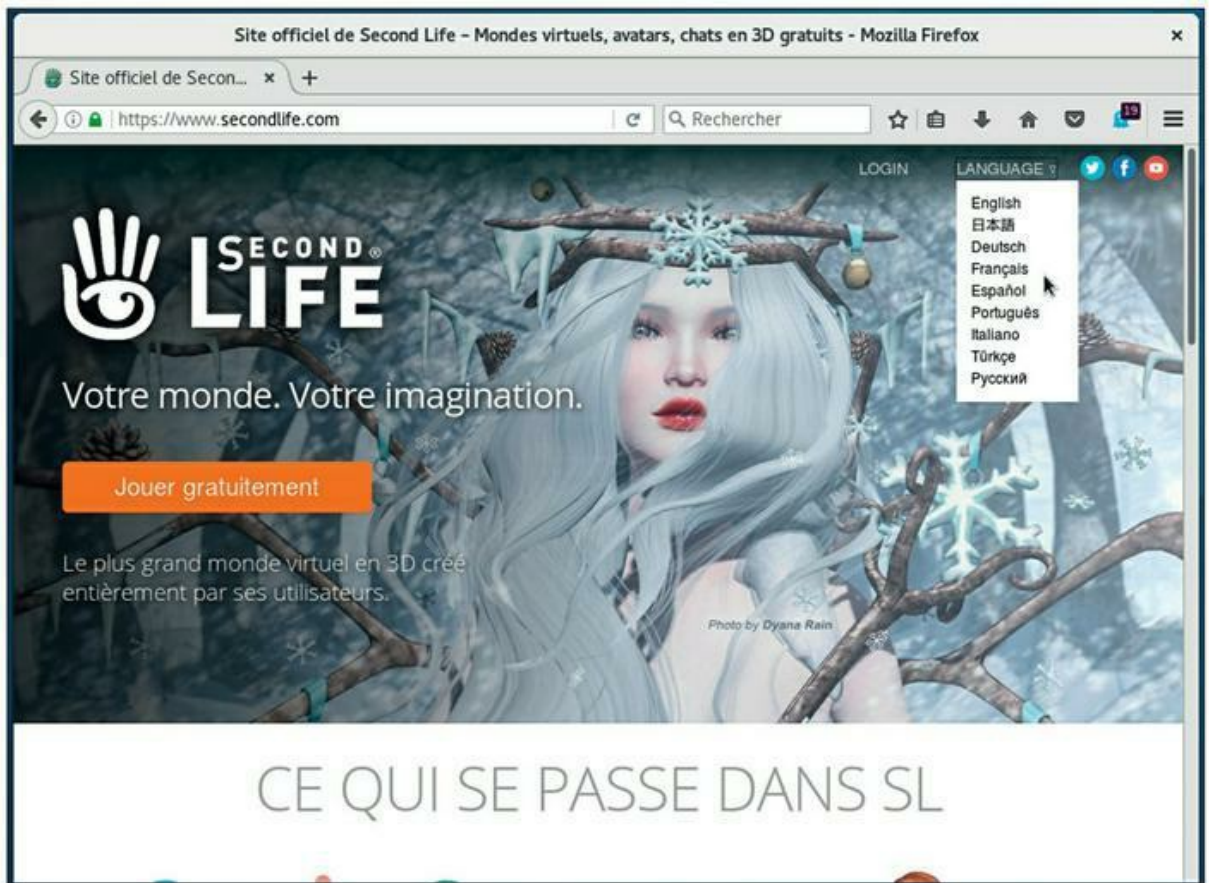 Site officiel de Second Life – Mondes virtuels, avatars, chats en 3D gratuits - Mozilla Firefox
Site officiel de Secon...
https://www.secondlife.com
Rechercher
19
LOGIN
LANGUAGE
English
日本語
Deutsch
Français
Español
Português
Italiano
Türkçe
Русский
SECOND®
LIFE
Votre monde. Votre imagination.
Jouer gratuitement
Le plus grand monde virtuel en 3D créé
entièrement par ses utilisateurs.
Photo by Dyana Rain
CE QUI SE PASSE DANS SL